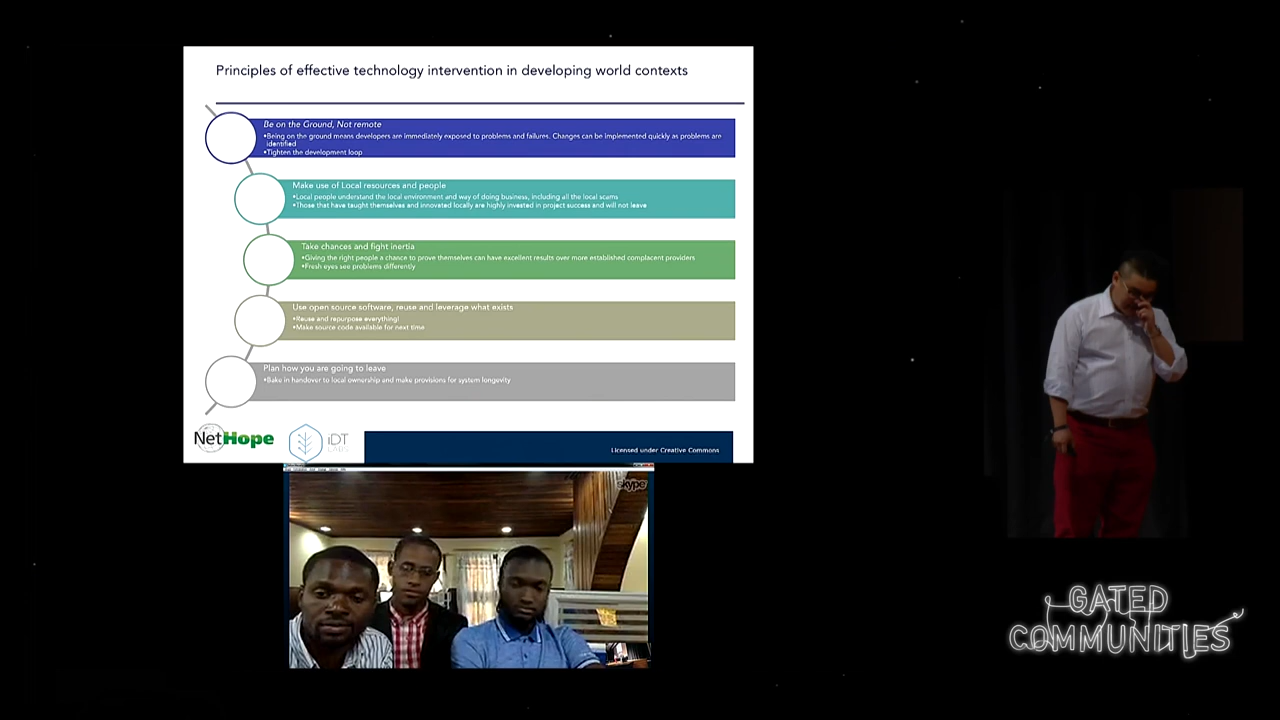 Principles of effective technology intervention in developing world contexts
Be on the Ground, Not remote
•Being on the ground means developers are immediately exposed to problems and failures. Changes can be implemented quickly as problems are
identified
•Tighten the development loop
Make use of Local resources and people
•Local people understand the local environment and way of doing business, including all the local scams
•Those that have taught themselves and innovated locally are highly invested in project success and will not leave
Take chances and fight inertia
•Giving the right people a chance to prove themselves can have excellent results over more established complacent providers
•Fresh eyes see problems differently
Use open source software, reuse and leverage what exists
•Reuse and repurpose everything!
•Make source code available for next time
Plan how you are going to leave
•Bake in handover to local ownership and make provisions for system longevity
NetHope
iDT
LABS
Licensed under Creative Commons
skype
GATED
COMMUNITIES